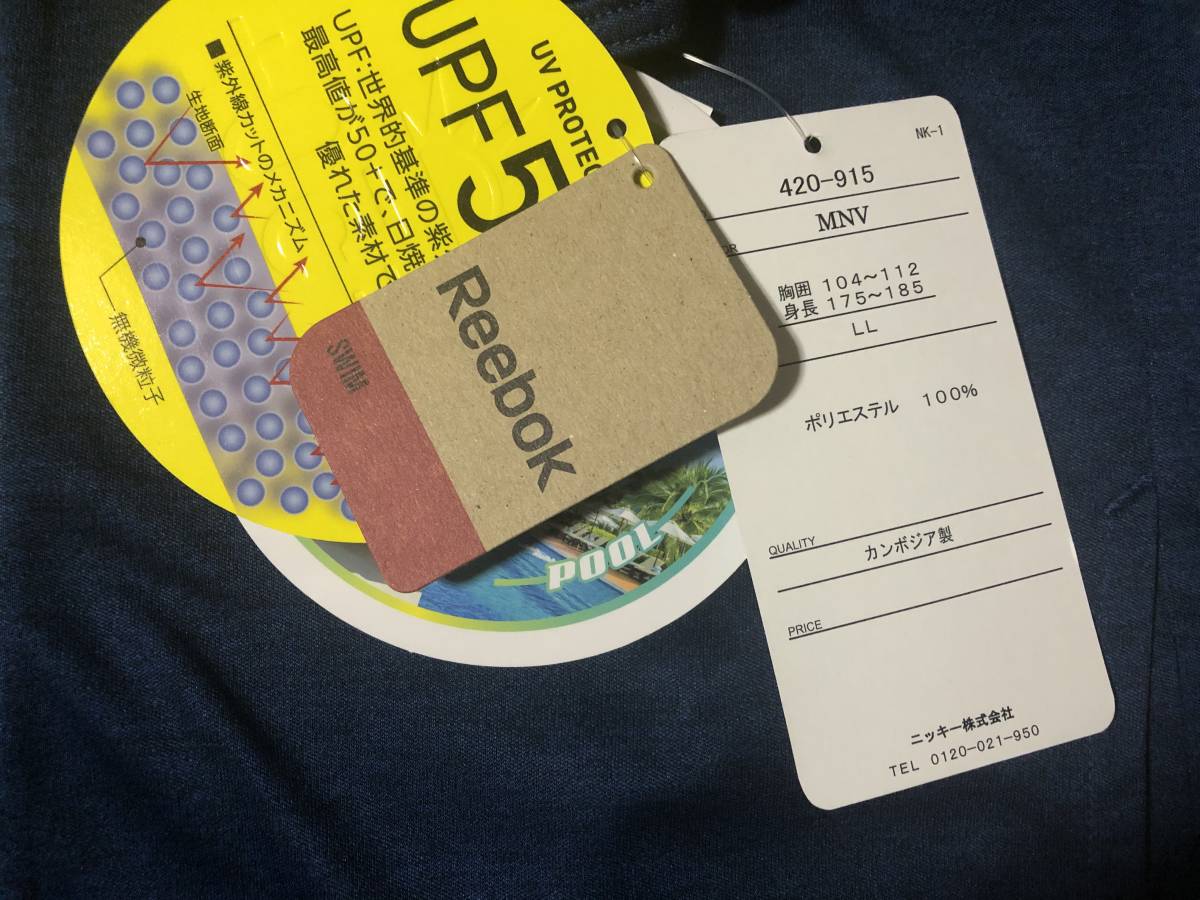 UV PROTEC
UPF5
UPF:世界的基準の紫
最高値が50+で、日焼
優れた素材で
■紫外線カットのメカニズム
生地断面
無機微粒子
Reebok
SWIM
POOL
NK-1
420-915
MNV
胸囲 104~112
身長 175~185
LL
ポリエステル 100%
QUALITY
カンボジア製
PRICE
ニッキー株式会社
TEL 0120-021-950